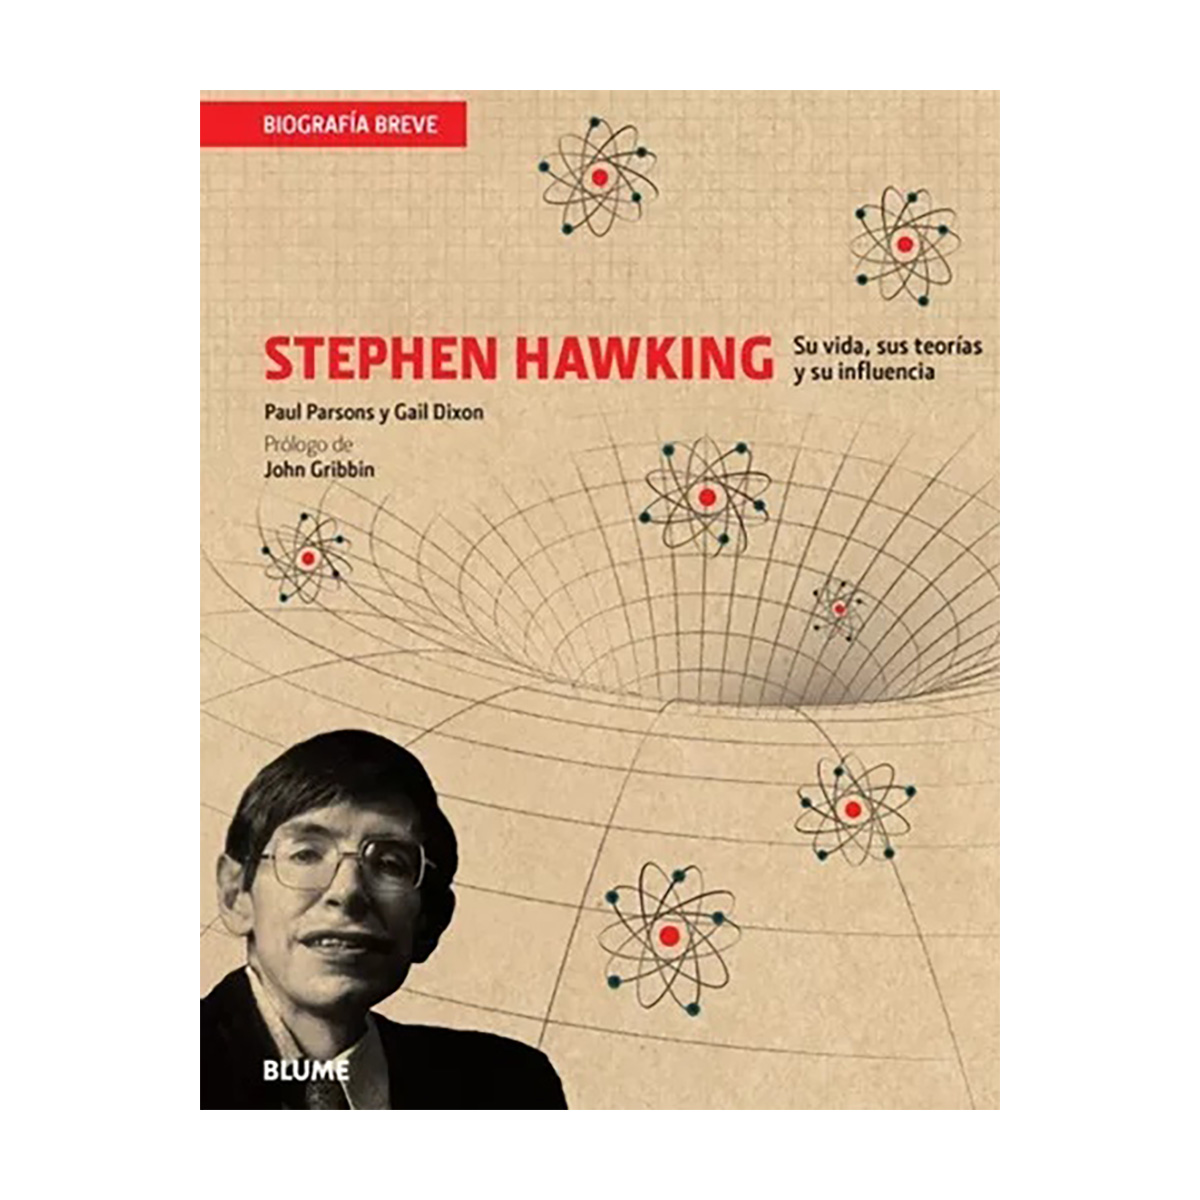 BIOGRAFÍA BREVE
STEPHEN HAWKING
Su vida, sus teorías
y su influencia
Paul Parsons y Gail Dixon
Prólogo de
John Gribbin
BLUME